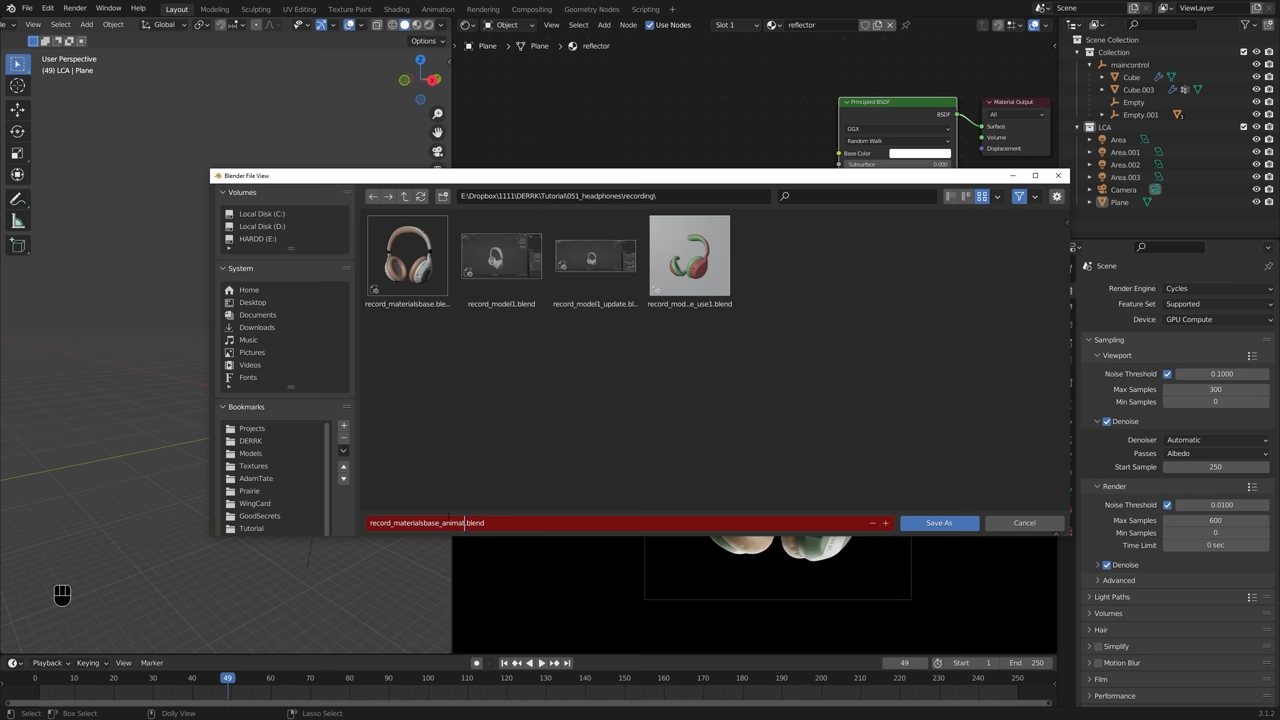 File Edit Render Window Help Layout Modeling Sculpting UV Editing Texture Paint Shading Animation Rendering Compositing Geometry Nodes Scripting + Scene ViewLayer
View Select Add Object Global Object View Select Add Node Use Nodes Slot 1 reflector
Options
Plane Plane reflector
User Perspective
(49) LCA | Plane
Principled BSDF
BSDF
GGX
Random Walk
Base Color
Subsurface 0.000
Material Output
All
Surface
Volume
Displacement
Scene Collection
Collection
maincontrol
Cube
Cube.003
Empty
Empty.001
LCA
Area
Area.001
Area.002
Area.003
Camera
Plane
Blender File View
Volumes
Local Disk (C:)
Local Disk (D:)
HARDD (E:)
System
Home
Desktop
Documents
Downloads
Music
Pictures
Videos
Fonts
Bookmarks
Projects
DERRK
Models
Textures
AdamTate
Prairie
WingCard
GoodSecrets
Tutorial
E:\Dropbox\1111\DERRK\Tutorial\051_headphones\recording\
record_materialsbase.ble...
record_model1.blend
record_model1_update.bl...
record_mod...e_use1.blend
record_materialsbase_animat.blend
Save As
Cancel
Scene
Render Engine Cycles
Feature Set Supported
Device GPU Compute
Sampling
Viewport
Noise Threshold 0.1000
Max Samples 300
Min Samples 0
Denoise
Denoiser Automatic
Passes Albedo
Start Sample 250
Render
Noise Threshold 0.0100
Max Samples 600
Min Samples 0
Time Limit 0 sec
Denoise
Advanced
Light Paths
Volumes
Hair
Simplify
Motion Blur
Film
Performance
Playback Keying View Marker 49 Start 1 End 250
0 20 30 40 49 60 70 80 90 100 110 120 130 140 150 160 170 180 190 200 210 220 230 240 250
Select Box Select Dolly View Lasso Select 3.1.2